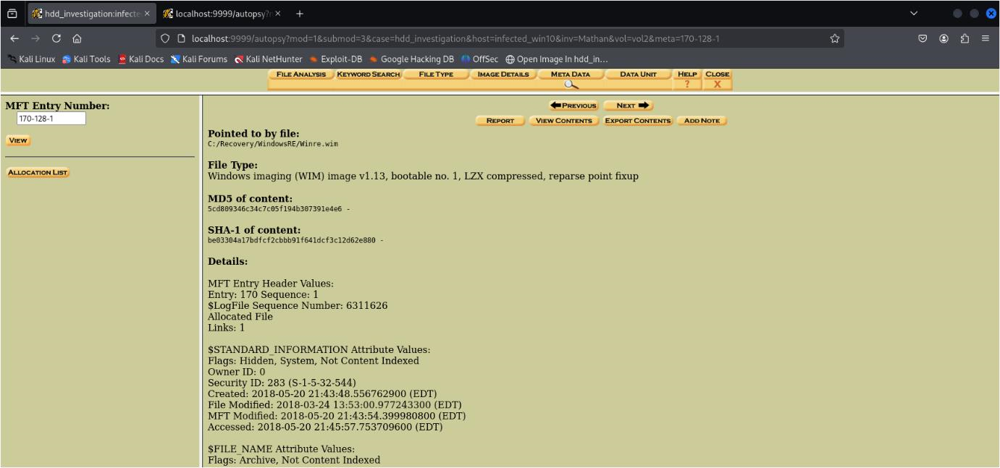 hdd_investigation:infecte
localhost:9999/autopsy?m
localhost:9999/autopsy?mod=1&submod=3&case=hdd_investigation&host=infected_win10&inv=Mathan&vol=vol2&meta=170-128-1
Kali Linux Kali Tools Kali Docs Kali Forums Kali NetHunter Exploit-DB Google Hacking DB OffSec Open Image In hdd_in…
FILE ANALYSIS KEYWORD SEARCH FILE TYPE IMAGE DETAILS META DATA DATA UNIT HELP CLOSE
? X
MFT Entry Number:
170-128-1
VIEW
ALLOCATION LIST
PREVIOUS NEXT
REPORT VIEW CONTENTS EXPORT CONTENTS ADD NOTE
Pointed to by file:
C:/Recovery/WindowsRE/Winre.wim
File Type:
Windows imaging (WIM) image v1.13, bootable no. 1, LZX compressed, reparse point fixup
MD5 of content:
5cd809346c34c7c05f194b307391e4e6 -
SHA-1 of content:
be03304a17bdfcf2cbbb91f641dcf3c12d62e880 -
Details:
MFT Entry Header Values:
Entry: 170 Sequence: 1
$LogFile Sequence Number: 6311626
Allocated File
Links: 1
$STANDARD_INFORMATION Attribute Values:
Flags: Hidden, System, Not Content Indexed
Owner ID: 0
Security ID: 283 (S-1-5-32-544)
Created: 2018-05-20 21:43:48.556762900 (EDT)
File Modified: 2018-03-24 13:53:00.977243300 (EDT)
MFT Modified: 2018-05-20 21:43:54.399980800 (EDT)
Accessed: 2018-05-20 21:45:57.753709600 (EDT)
$FILE_NAME Attribute Values:
Flags: Archive, Not Content Indexed